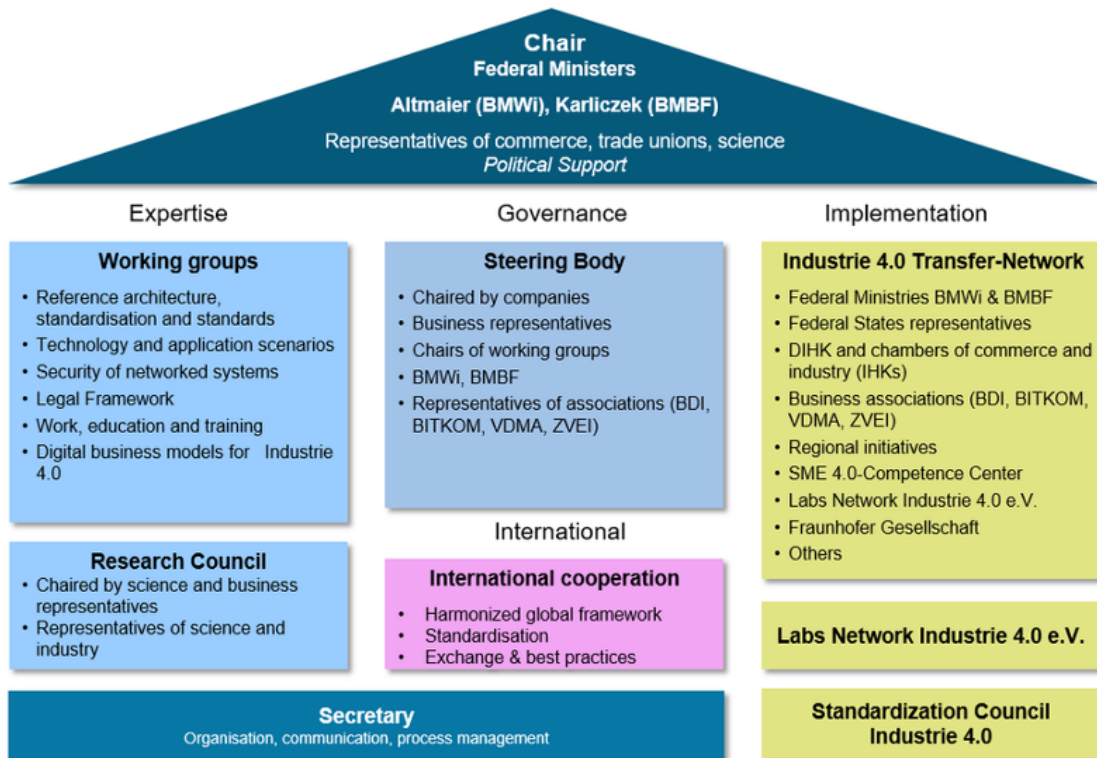 Chair
Federal Ministers
Altmaier (BMWi), Karliczek (BMBF)
Representatives of commerce, trade unions, science
Political Support
Expertise
Working groups
• Reference architecture,
standardisation and standards
• Technology and application scenarios
• Security of networked systems
• Legal Framework
• Work, education and training
• Digital business models for Industrie
4.0
Research Council
• Chaired by science and business
representatives
• Representatives of science and
industry
Governance
Steering Body
• Chaired by companies
• Business representatives
• Chairs of working groups
• BMWi, BMBF
• Representatives of associations (BDI,
BITKOM, VDMA, ZVEI)
International
International cooperation
• Harmonized global framework
• Standardisation
• Exchange & best practices
Implementation
Industrie 4.0 Transfer-Network
• Federal Ministries BMWi & BMBF
• Federal States representatives
• DIHK and chambers of commerce and
industry (IHKs)
• Business associations (BDI, BITKOM,
VDMA, ZVEI)
• Regional initiatives
• SME 4.0-Competence Center
• Labs Network Industrie 4.0 e.V.
• Fraunhofer Gesellschaft
• Others
Labs Network Industrie 4.0 e.V.
Standardization Council
Industrie 4.0
Secretary
Organisation, communication, process management